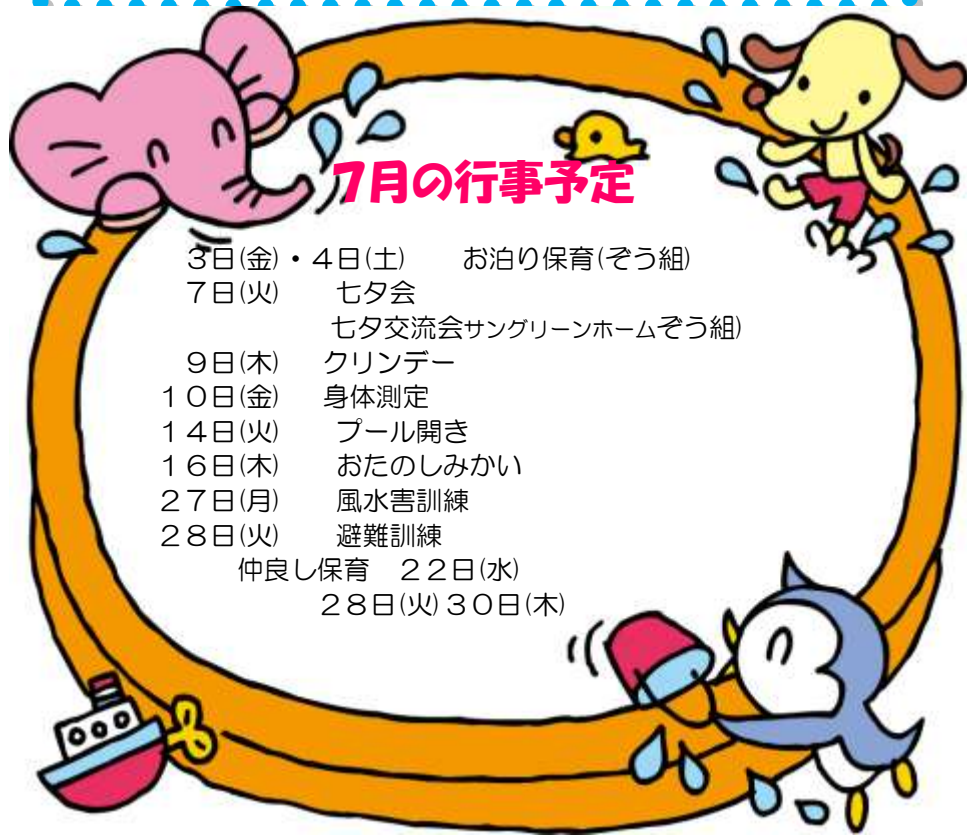 7月の行事予定
3日(金)・4日(土)　お泊り保育(ぞう組)
7日(火)　七夕会
七夕交流会サングリーンホームぞう組)
9日(木)　クリンデー
10日(金)　身体測定
14日(火)　プール開き
16日(木)　おたのしみかい
27日(月)　風水害訓練
28日(火)　避難訓練
仲良し保育　22日(水)
28日(火)30日(木)